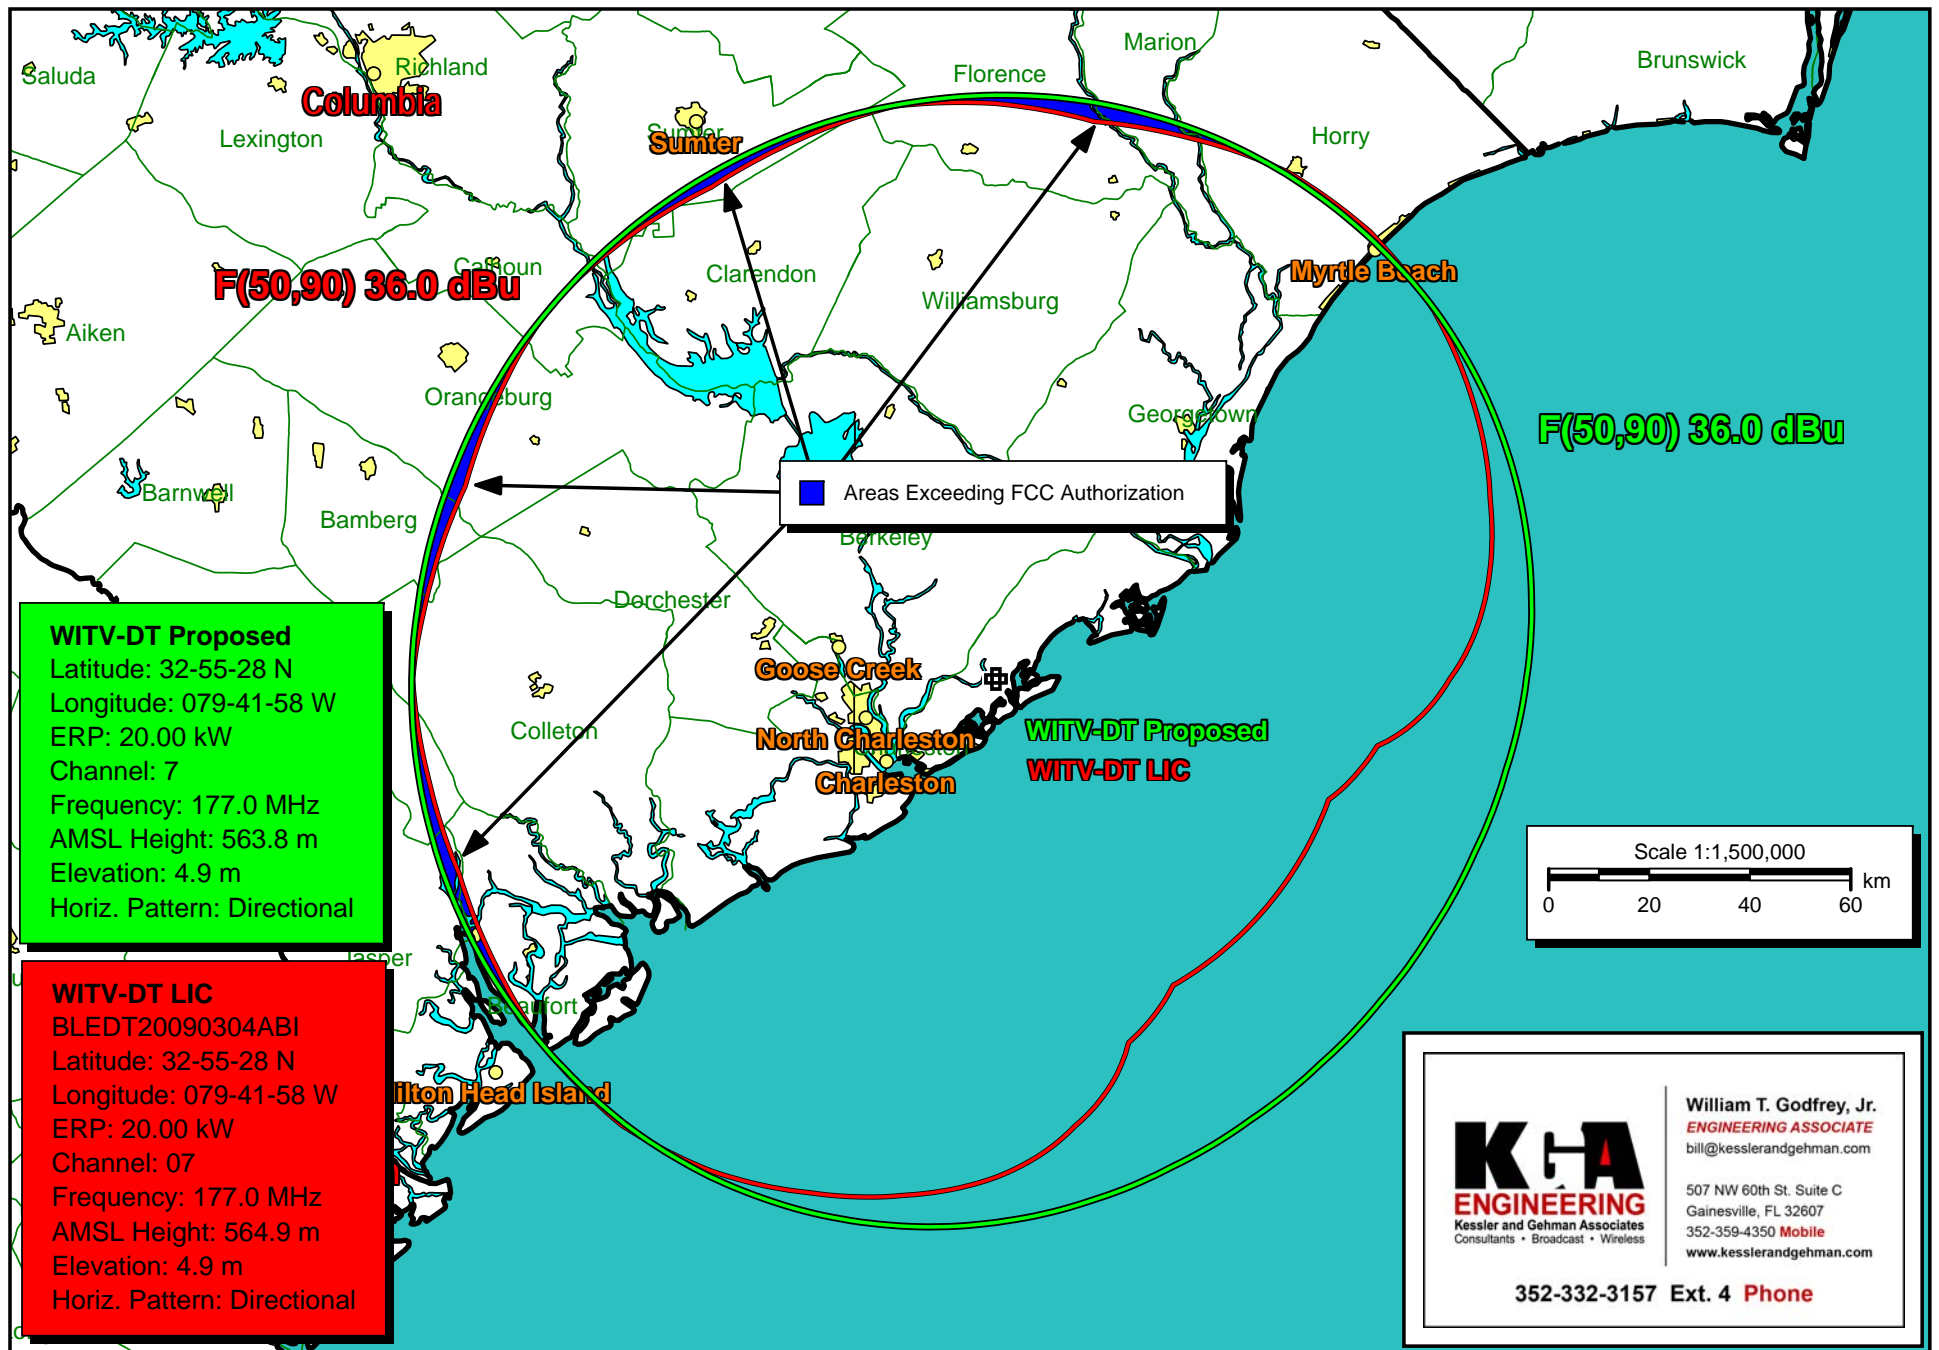 Marion
Brunswick
Saluda
Richland
Florence
Columbia
Lexington
Sumter
Sumter
Horry
Calhoun
F(50,90) 36.0 dBu
Clarendon
Williamsburg
Myrtle Beach
Aiken
Orangeburg
Georgetown
F(50,90) 36.0 dBu
Barnwell
Bamberg
Areas Exceeding FCC Authorization
Berkeley
Dorchester
WITV-DT Proposed
Latitude: 32-55-28 N
Longitude: 079-41-58 W
ERP: 20.00 kW
Channel: 7
Frequency: 177.0 MHz
AMSL Height: 563.8 m
Elevation: 4.9 m
Horiz. Pattern: Directional
Goose Creek
Colleton
North Charleston
Charleston
WITV-DT Proposed
WITV-DT LIC
Scale 1:1,500,000
km
0 20 40 60
Jasper
Beaufort
ilton Head Island
WITV-DT LIC
BLEDT20090304ABI
Latitude: 32-55-28 N
Longitude: 079-41-58 W
ERP: 20.00 kW
Channel: 07
Frequency: 177.0 MHz
AMSL Height: 564.9 m
Elevation: 4.9 m
Horiz. Pattern: Directional
KGA
ENGINEERING
Kessler and Gehman Associates
Consultants • Broadcast • Wireless
William T. Godfrey, Jr.
ENGINEERING ASSOCIATE
bill@kesslerandgehman.com
507 NW 60th St. Suite C
Gainesville, FL 32607
352-359-4350 Mobile
www.kesslerandgehman.com
352-332-3157 Ext. 4 Phone